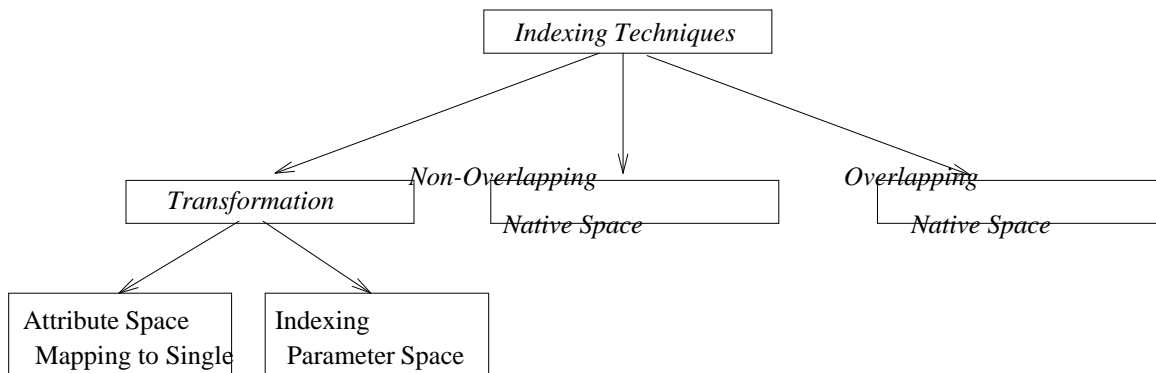 Indexing Techniques
Non-Overlapping
Overlapping
Transformation
Native Space
Native Space
Attribute Space
Mapping to Single
Indexing
Parameter Space